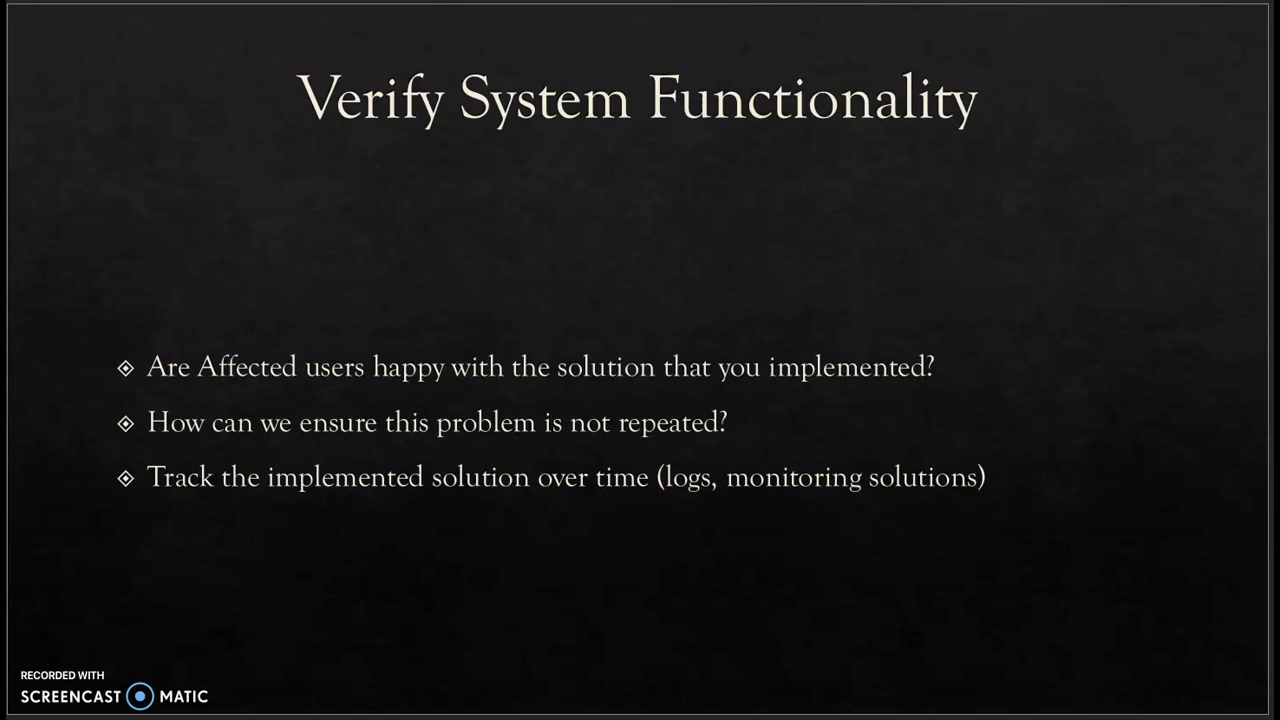 Verify System Functionality
Are Affected users happy with the solution that you implemented?
How can we ensure this problem is not repeated?
Track the implemented solution over time (logs, monitoring solutions)
RECORDED WITH
SCREENCAST MATIC